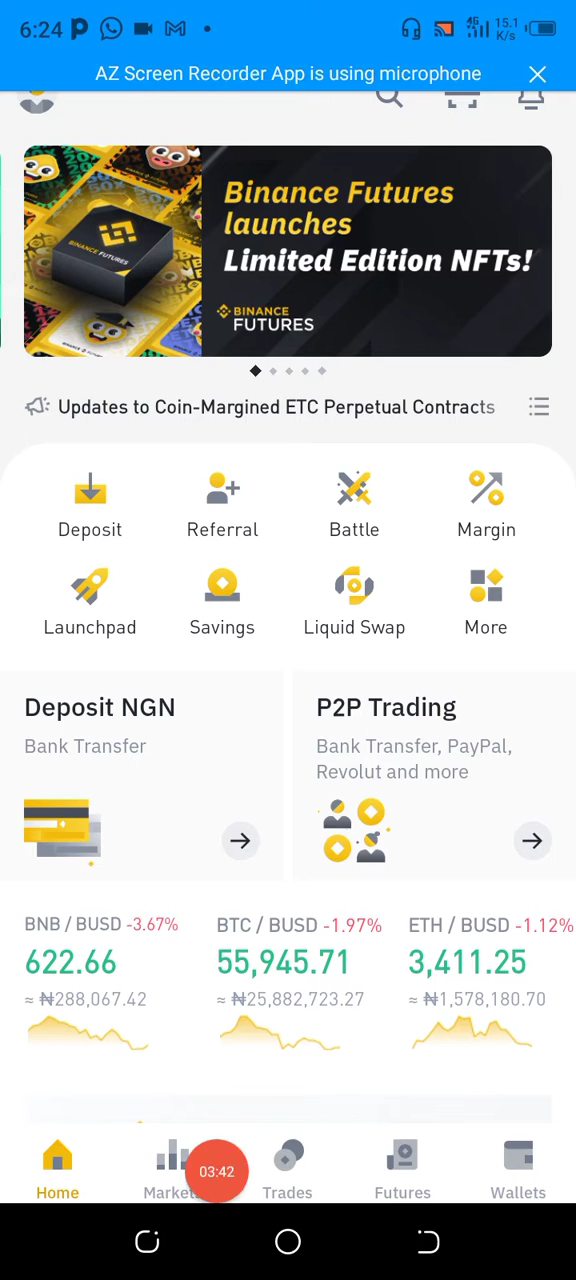 6:24
4G
15.1
K/s
AZ Screen Recorder App is using microphone
BINANCE FUTURES
Binance Futures
launches
Limited Edition NFTs!
BINANCE
FUTURES
Updates to Coin-Margined ETC Perpetual Contracts
Deposit
Referral
Battle
Margin
Launchpad
Savings
Liquid Swap
More
Deposit NGN
Bank Transfer
P2P Trading
Bank Transfer, PayPal,
Revolut and more
BNB / BUSD -3.67%
622.66
≈ ₦288,067.42
BTC / BUSD -1.97%
55,945.71
≈ ₦25,882,723.27
ETH / BUSD -1.12%
3,411.25
≈ ₦1,578,180.70
Home
Markets
03:42
Trades
Futures
Wallets